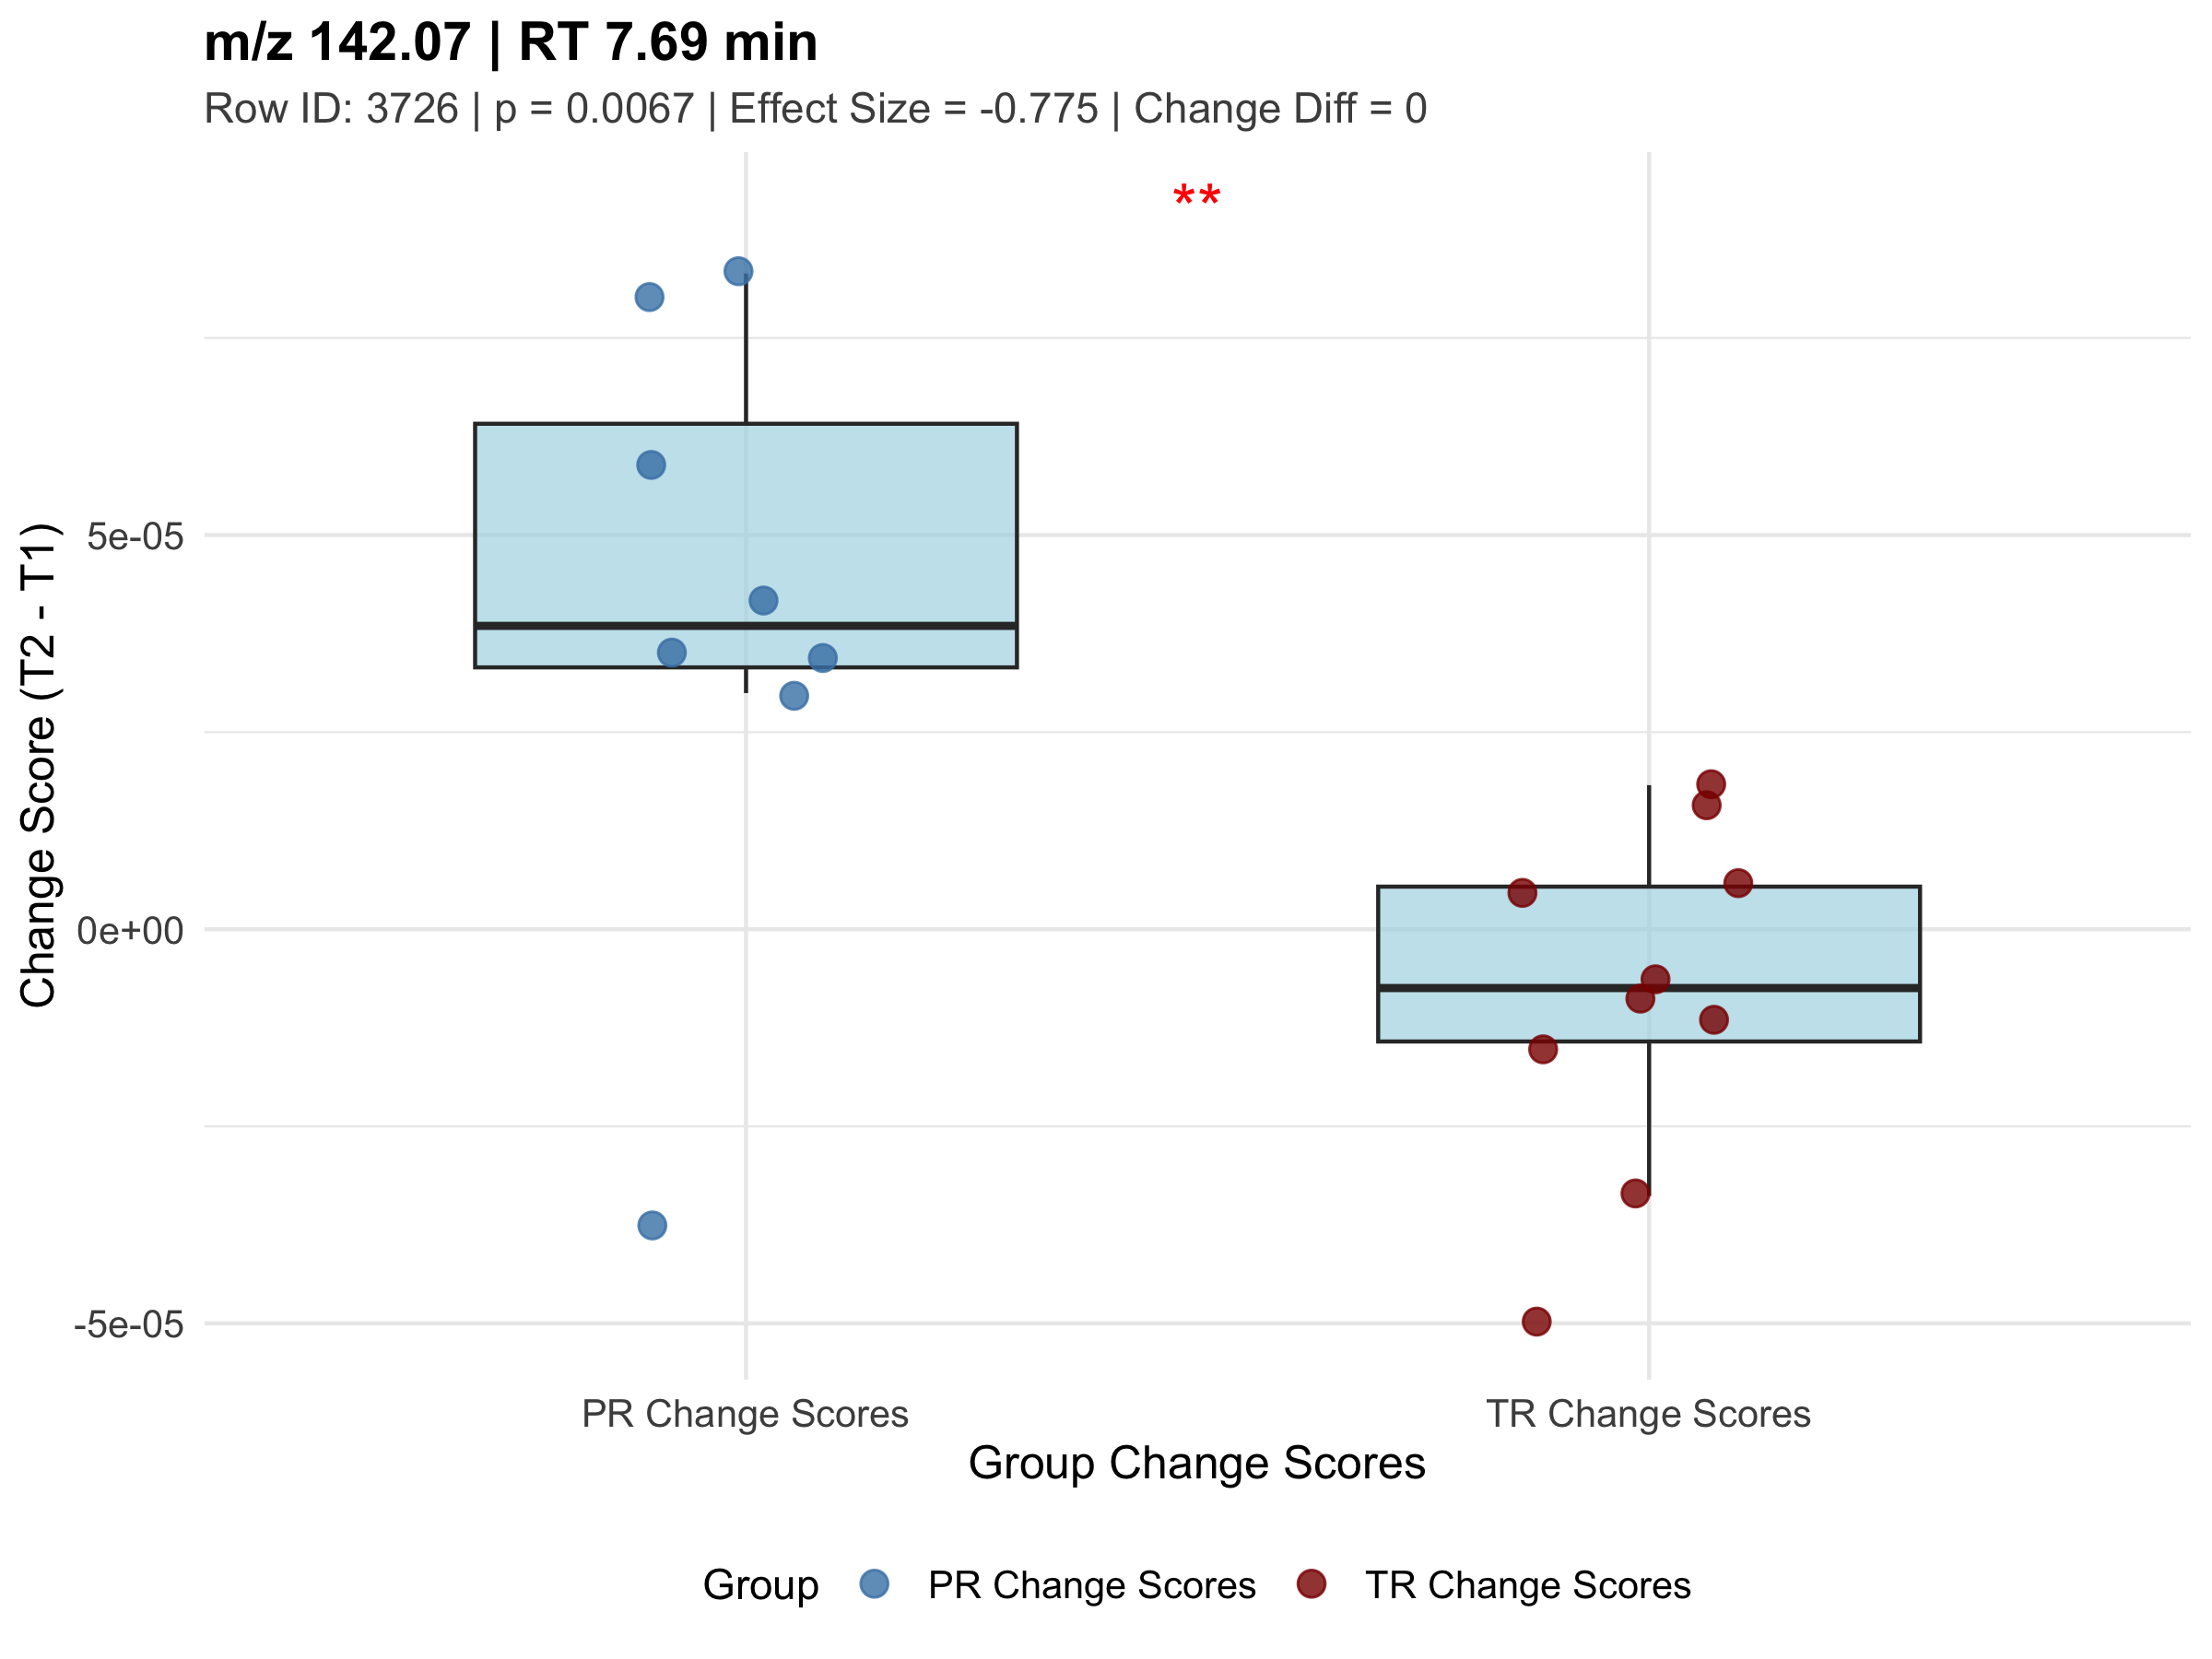 m/z 142.07 | RT 7.69 min
Row ID: 3726 | p = 0.0067 | Effect Size = -0.775 | Change Diff = 0
**
Change Score (T2 - T1)
5e-05
0e+00
-5e-05
PR Change Scores
TR Change Scores
Group Change Scores
Group PR Change Scores TR Change Scores